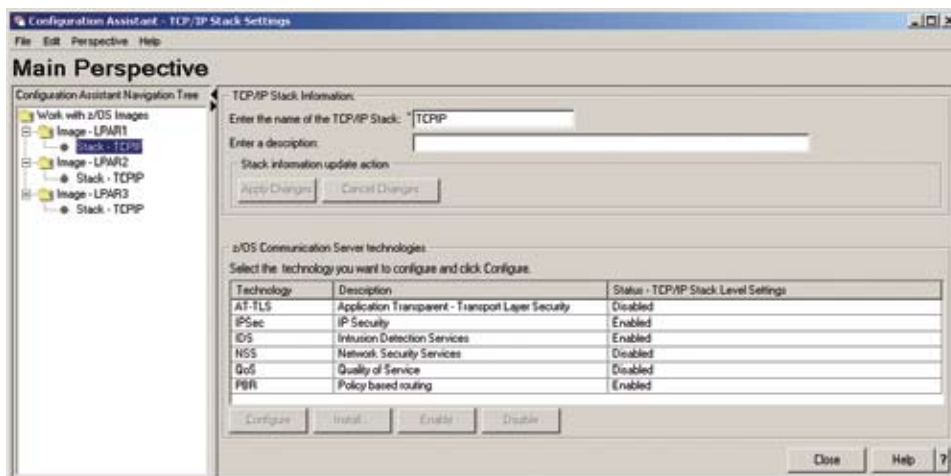 Configuration Assistant - TCP/IP Stack Settings
File Edit Perspective Help
Main Perspective
Configuration Assistant Navigation Tree
Work with z/OS Images
Image - LPAR1
Stack - TCPIP
Image - LPAR2
Stack - TCPIP
Image - LPAR3
Stack - TCPIP
TCP/IP Stack Information:
Enter the name of the TCP/IP Stack: * TCPIP
Enter a description:
Stack information update action
Apply Changes Cancel Changes
z/OS Communication Server technologies
Select the technology you want to configure and click Configure.
Technology Description Status - TCP/IP Stack Level Settings
AT-TLS Application Transparent - Transport Layer Security Disabled
IPSec IP Security Enabled
IDS Intrusion Detection Services Enabled
NSS Network Security Services Disabled
QoS Quality of Service Disabled
PBR Policy based routing Enabled
Configure Install... Enable Disable
Close Help ?